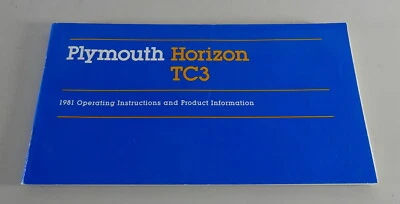 Plymouth Horizon
TC3
1981 Operating Instructions and Product Information